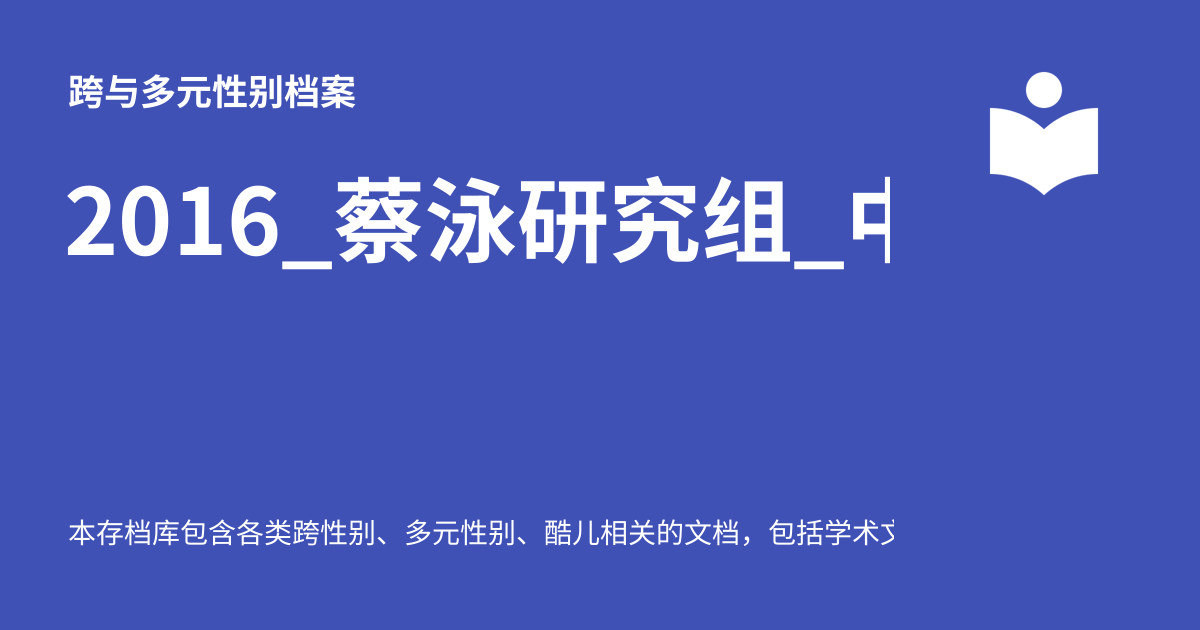 跨与多元性别档案
2016_蔡泳研究组_
本存档库包含各类跨性别、多元性别、酷儿相关的文档，包括学术